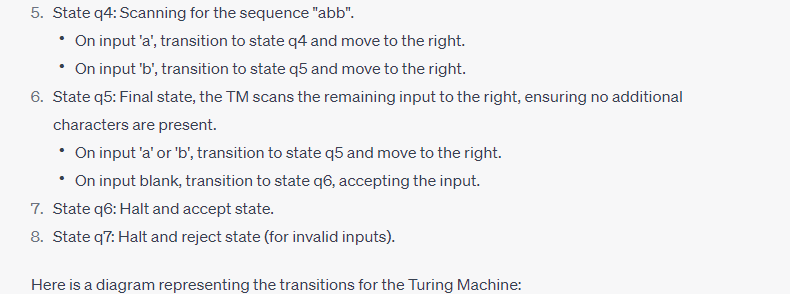 5. State q4: Scanning for the sequence "abb".
• On input 'a', transition to state q4 and move to the right.
• On input 'b', transition to state q5 and move to the right.
6. State q5: Final state, the TM scans the remaining input to the right, ensuring no additional
characters are present.
• On input 'a' or 'b', transition to state q5 and move to the right.
• On input blank, transition to state q6, accepting the input.
7. State q6: Halt and accept state.
8. State q7: Halt and reject state (for invalid inputs).
Here is a diagram representing the transitions for the Turing Machine: